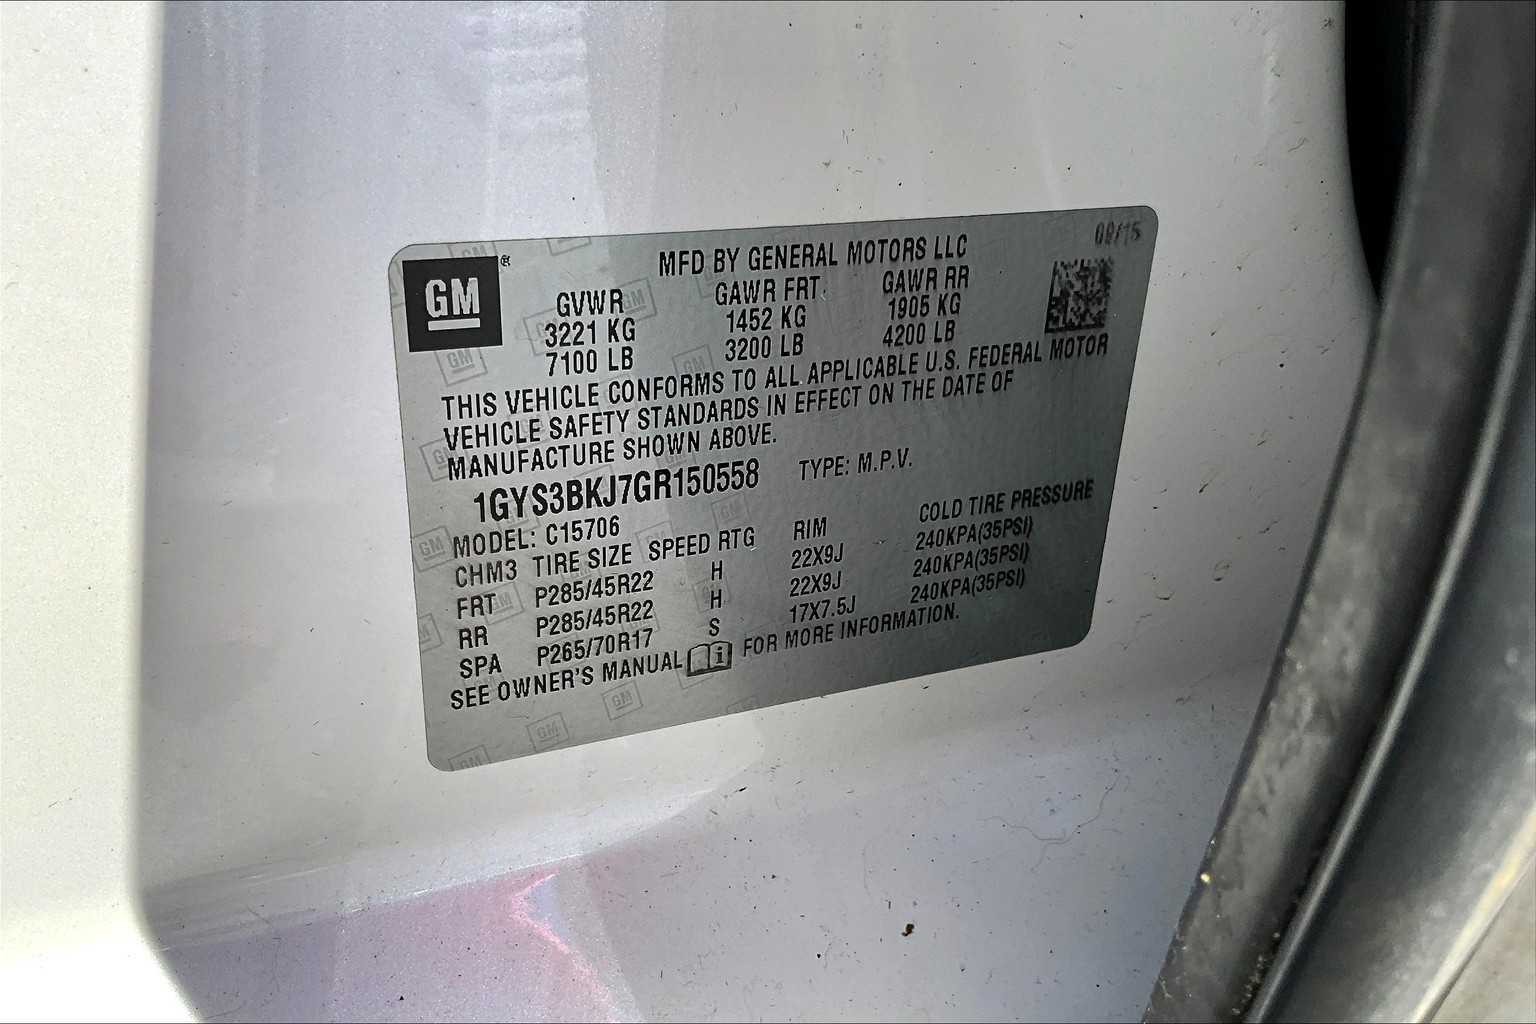 09/15
GM ®
MFD BY GENERAL MOTORS LLC
GVWR GAWR FRT. GAWR RR
3221 KG 1452 KG 1905 KG
7100 LB 3200 LB 4200 LB
THIS VEHICLE CONFORMS TO ALL APPLICABLE U.S. FEDERAL MOTOR
VEHICLE SAFETY STANDARDS IN EFFECT ON THE DATE OF
MANUFACTURE SHOWN ABOVE.
1GYS3BKJ7GR150558 TYPE: M.P.V.
MODEL: C15706
CHM3 TIRE SIZE SPEED RTG RIM COLD TIRE PRESSURE
FRT P285/45R22 H 22X9J 240KPA(35PSI)
RR P285/45R22 H 22X9J 240KPA(35PSI)
SPA P265/70R17 S 17X7.5J 240KPA(35PSI)
SEE OWNER'S MANUAL i FOR MORE INFORMATION.